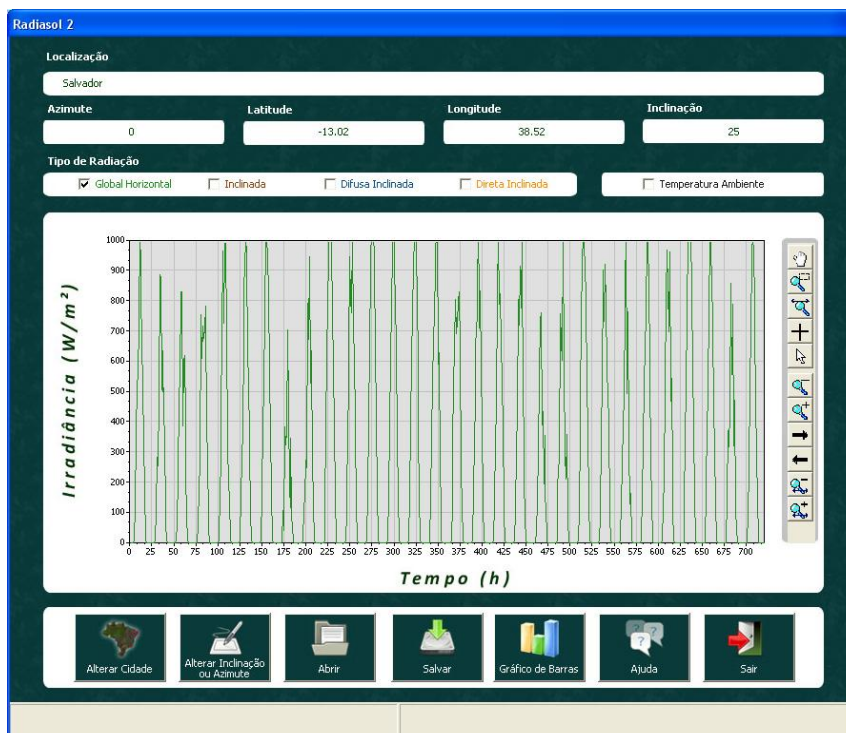 Radiasol 2
Localização
Salvador
Azimute Latitude Longitude Inclinação
0 -13.02 38.52 25
Tipo de Radiação
Global Horizontal Inclinada Difusa Inclinada Direta Inclinada Temperatura Ambiente
Irradiância (W/m²)
1000
900
800
700
600
500
400
300
200
100
0
0 25 50 75 100 125 150 175 200 225 250 275 300 325 350 375 400 425 450 475 500 525 550 575 600 625 650 675 700
Tempo (h)
Alterar Cidade
Alterar Inclinação
ou Azimute
Abrir
Salvar
Gráfico de Barras
Ajuda
Sair